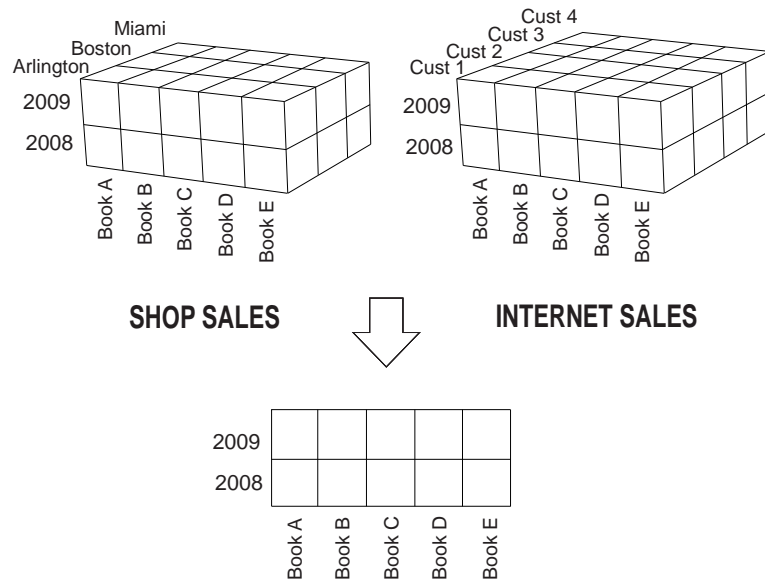 Miami
Boston
Arlington
2009
2008
Book A
Book B
Book C
Book D
Book E
Cust 4
Cust 3
Cust 2
Cust 1
2009
2008
Book A
Book B
Book C
Book D
Book E
SHOP SALES
INTERNET SALES
2009
2008
Book A
Book B
Book C
Book D
Book E